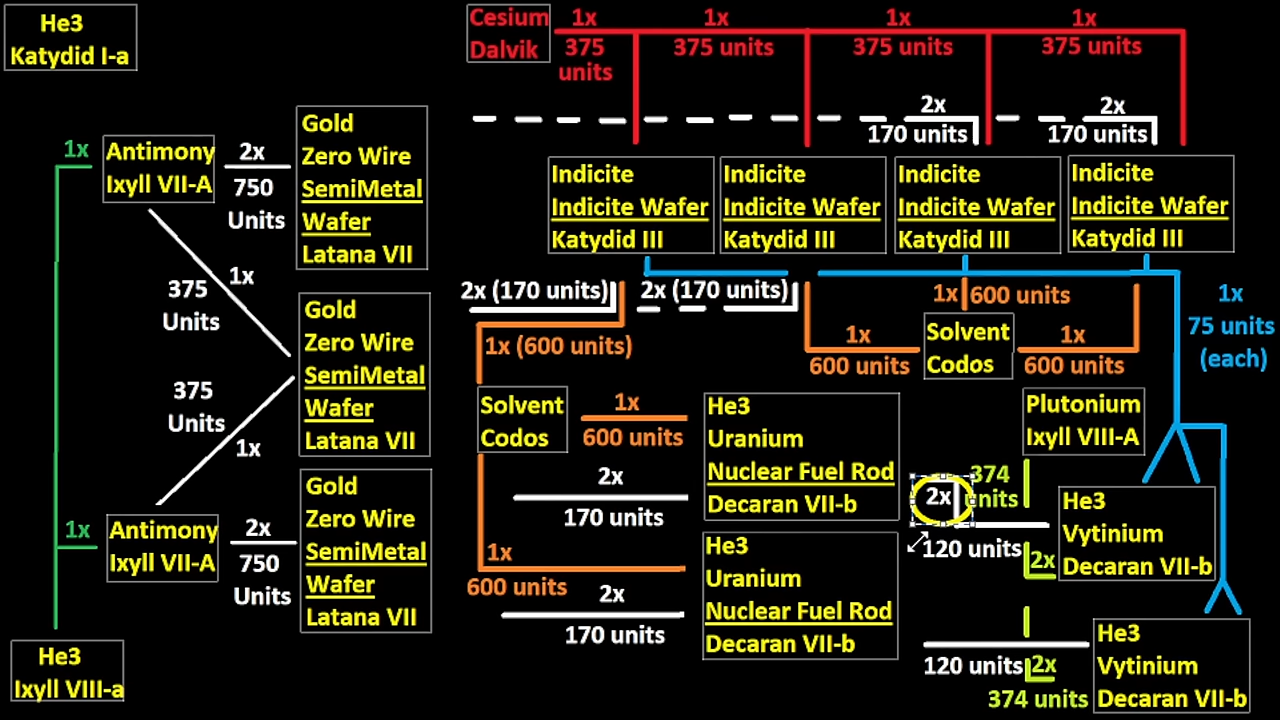 He3
Katydid I-a
Cesium
Dalvik
1x
375
units
1x
375 units
1x
375 units
1x
375 units
2x
170 units
2x
170 units
1x
Antimony
Ixyll VII-A
2x
750
Units
Gold
Zero Wire
SemiMetal
Wafer
Latana VII
Indicite
Indicite Wafer
Katydid III
Indicite
Indicite Wafer
Katydid III
Indicite
Indicite Wafer
Katydid III
Indicite
Indicite Wafer
Katydid III
375
Units
1x
Gold
Zero Wire
SemiMetal
Wafer
Latana VII
375
Units
1x
2x (170 units)
2x (170 units)
1x (600 units)
1x
600 units
1x
600 units
Solvent
Codos
1x
600 units
1x
75 units
(each)
Solvent
Codos
1x
600 units
2x
170 units
He3
Uranium
Nuclear Fuel Rod
Decaran VII-b
Plutonium
Ixyll VIII-A
374
units
2x
120 units
2x
He3
Vytinium
Decaran VII-b
1x
Antimony
Ixyll VII-A
2x
750
Units
Gold
Zero Wire
SemiMetal
Wafer
Latana VII
1x
600 units
2x
170 units
He3
Uranium
Nuclear Fuel Rod
Decaran VII-b
120 units
2x
374 units
He3
Vytinium
Decaran VII-b
He3
Ixyll VIII-a